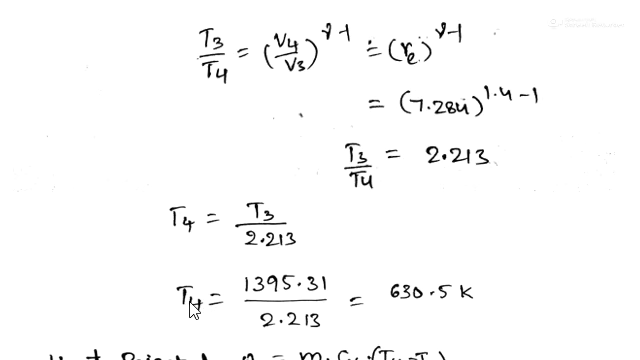 T3/T4 = (V4/V3)^γ-1 = (rc)^γ-1
= (7.284)^1.4-1
T3/T4 = 2.213
T4 = T3/2.213
T4 = 1395.31/2.213 = 630.5 K